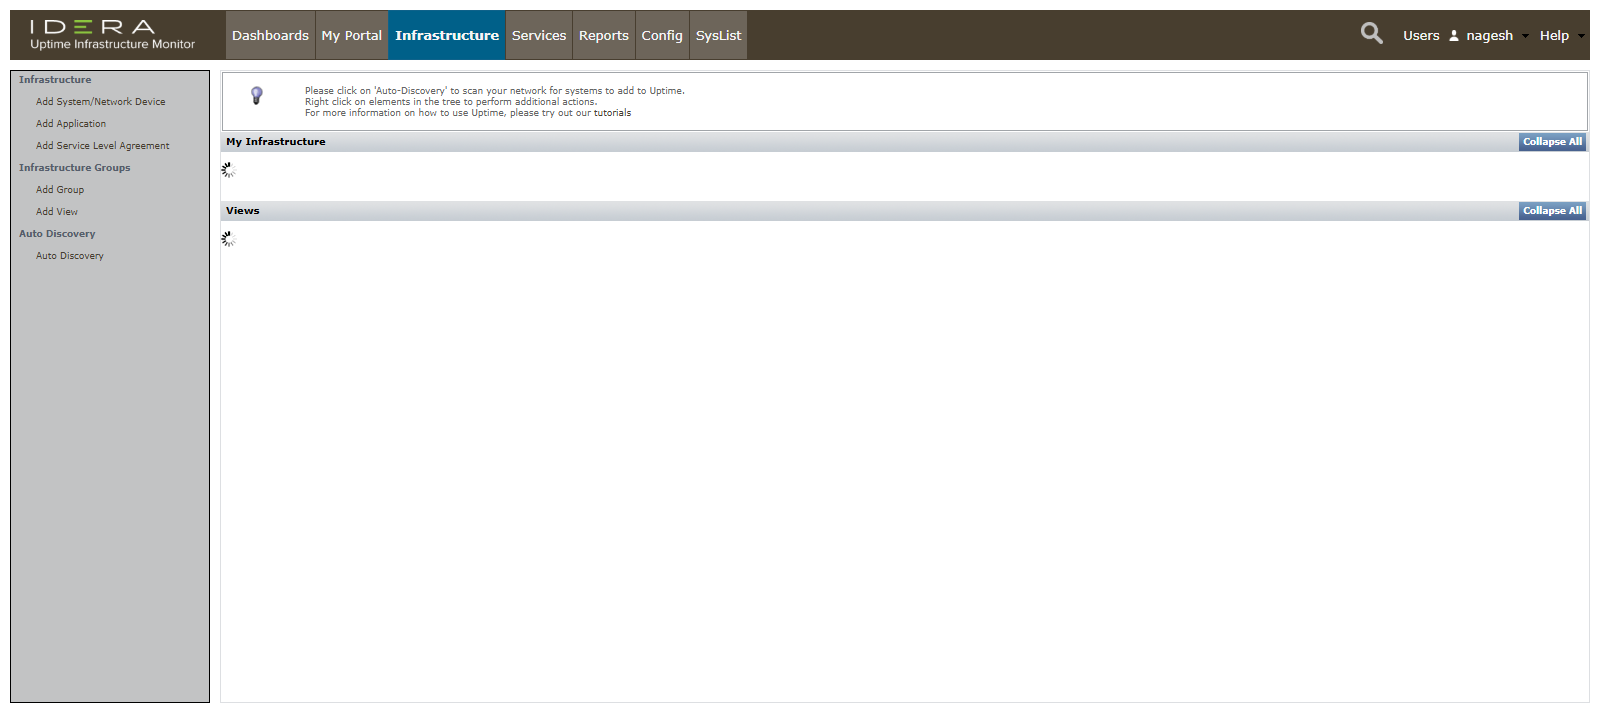 IDERA
Uptime Infrastructure Monitor
Dashboards My Portal Infrastructure Services Reports Config SysList
Users nagesh Help
Infrastructure
Add System/Network Device
Add Application
Add Service Level Agreement
Infrastructure Groups
Add Group
Add View
Auto Discovery
Auto Discovery
Please click on 'Auto-Discovery' to scan your network for systems to add to Uptime.
Right click on elements in the tree to perform additional actions.
For more information on how to use Uptime, please try out our tutorials
My Infrastructure Collapse All
Views Collapse All